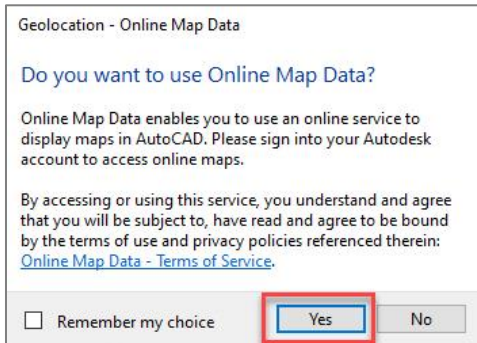 Geolocation - Online Map Data
Do you want to use Online Map Data?
Online Map Data enables you to use an online service to
display maps in AutoCAD. Please sign into your Autodesk
account to access online maps.
By accessing or using this service, you understand and agree
that you will be subject to, have read and agree to be bound
by the terms of use and privacy policies referenced therein:
Online Map Data - Terms of Service.
Remember my choice Yes No